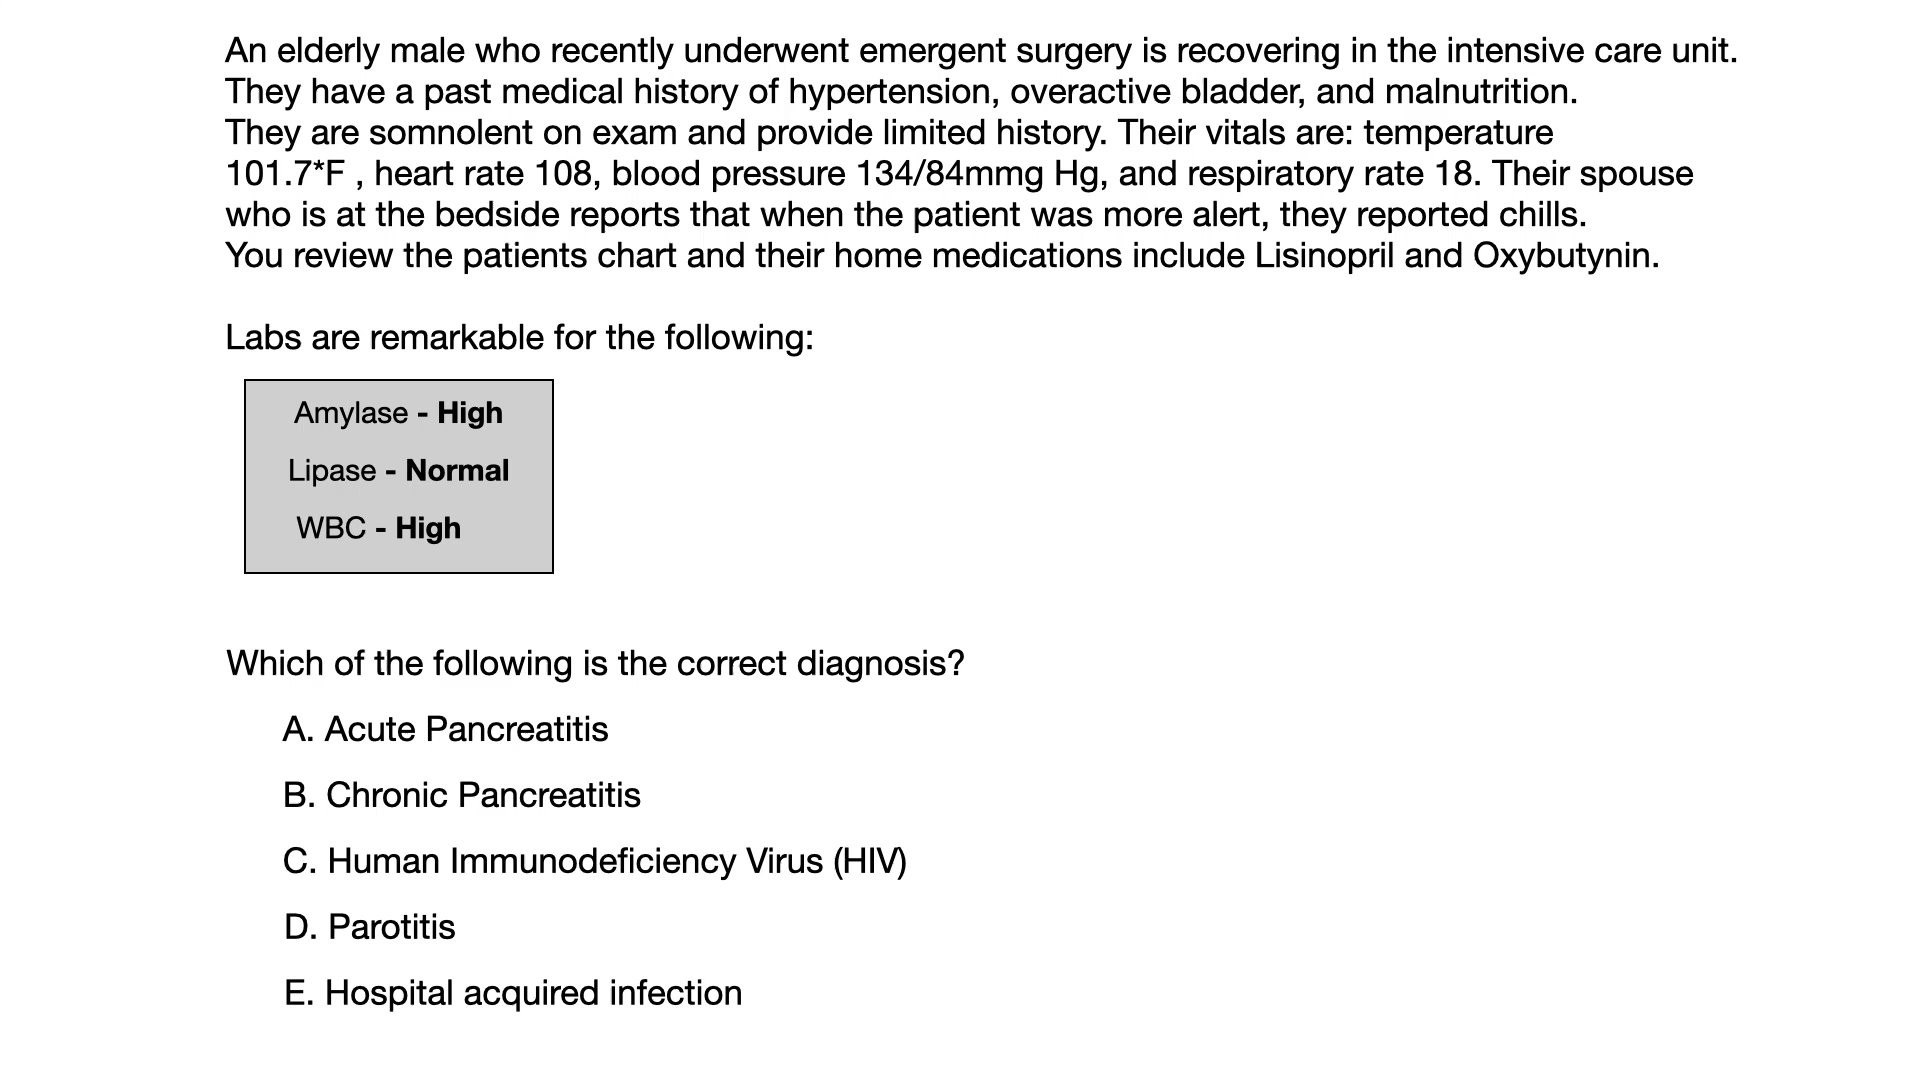 An elderly male who recently underwent emergent surgery is recovering in the intensive care unit.
They have a past medical history of hypertension, overactive bladder, and malnutrition.
They are somnolent on exam and provide limited history. Their vitals are: temperature
101.7*F , heart rate 108, blood pressure 134/84mmg Hg, and respiratory rate 18. Their spouse
who is at the bedside reports that when the patient was more alert, they reported chills.
You review the patients chart and their home medications include Lisinopril and Oxybutynin.
Labs are remarkable for the following:
Amylase - High
Lipase - Normal
WBC - High
Which of the following is the correct diagnosis?
A. Acute Pancreatitis
B. Chronic Pancreatitis
C. Human Immunodeficiency Virus (HIV)
D. Parotitis
E. Hospital acquired infection